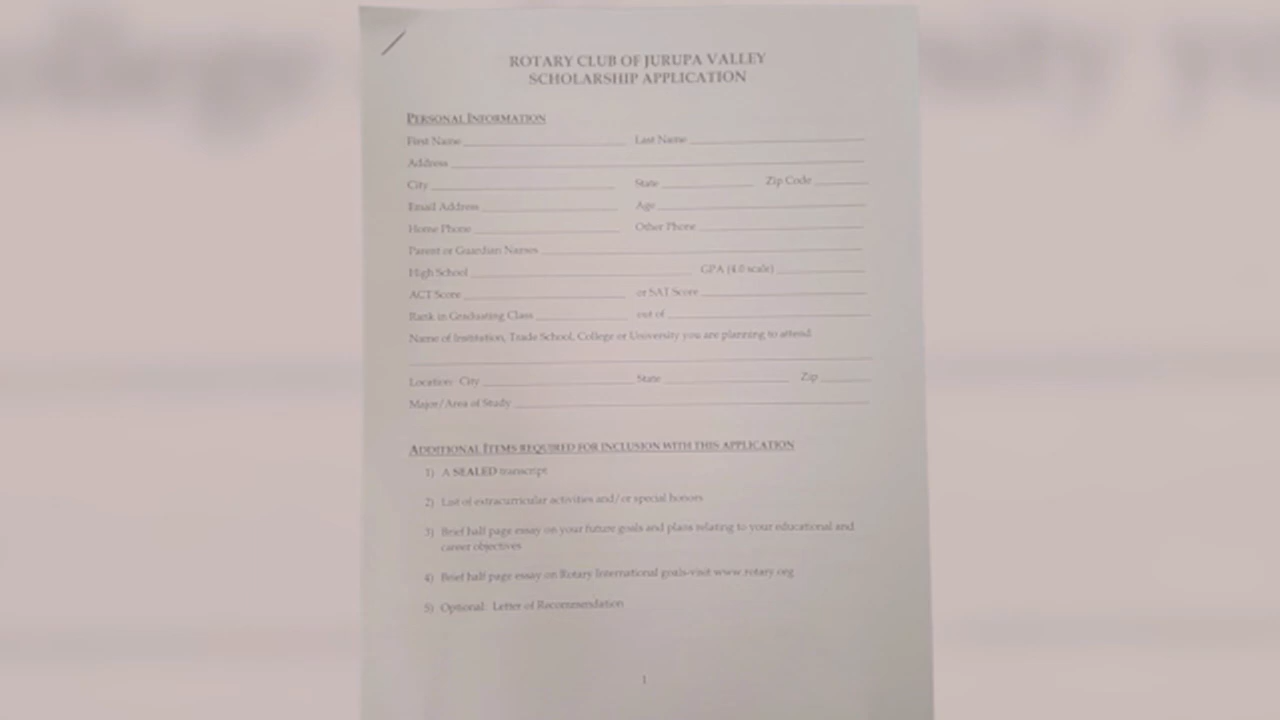 ROTARY CLUB OF JURUPA VALLEY
SCHOLARSHIP APPLICATION
PERSONAL INFORMATION
First Name Last Name
Address
City State Zip Code
Email Address Age
Home Phone Other Phone
Parent or Guardian Names
High School GPA (4.0 scale)
ACT Score or SAT Score
Rank in Graduating Class out of
Name of Institution, Trade School, College or University you are planning to attend
Location: City State Zip
Major/Area of Study
ADDITIONAL ITEMS REQUIRED FOR INCLUSION WITH THIS APPLICATION
1) A SEALED transcript
2) List of extracurricular activities and/or special honors
3) Brief half page essay on your future goals and plans relating to your educational and
career objectives
4) Brief half page essay on Rotary International goals-visit www.rotary.org
5) Optional: Letter of Recommendation
1